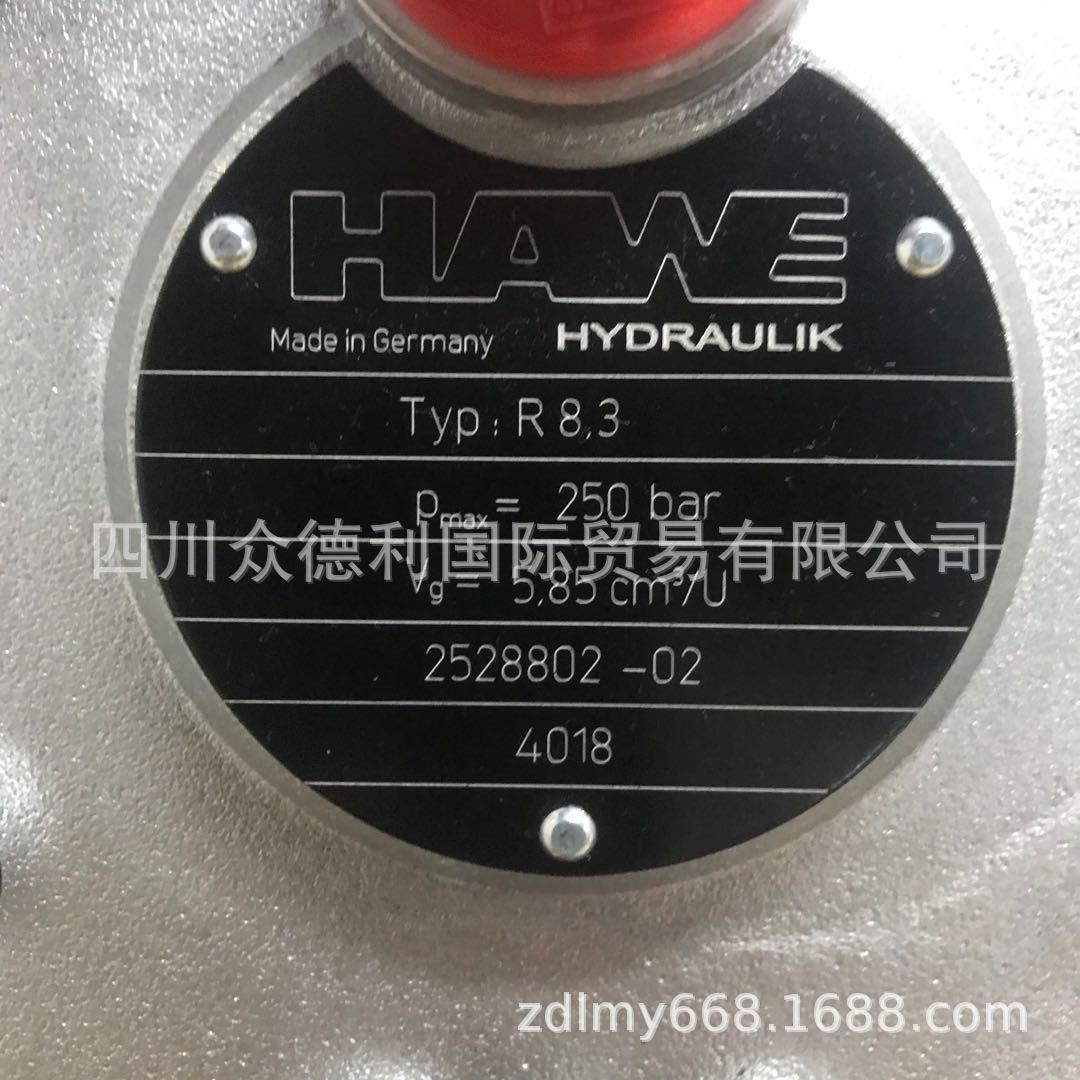 HAWE
Made in Germany HYDRAULIK
Typ: R 8,3
pmax = 250 bar
四川众德利国际贸易有限公司
Vg = 5,85 cm³/U
2528802 -02
4018
zdlmy668.1688.com